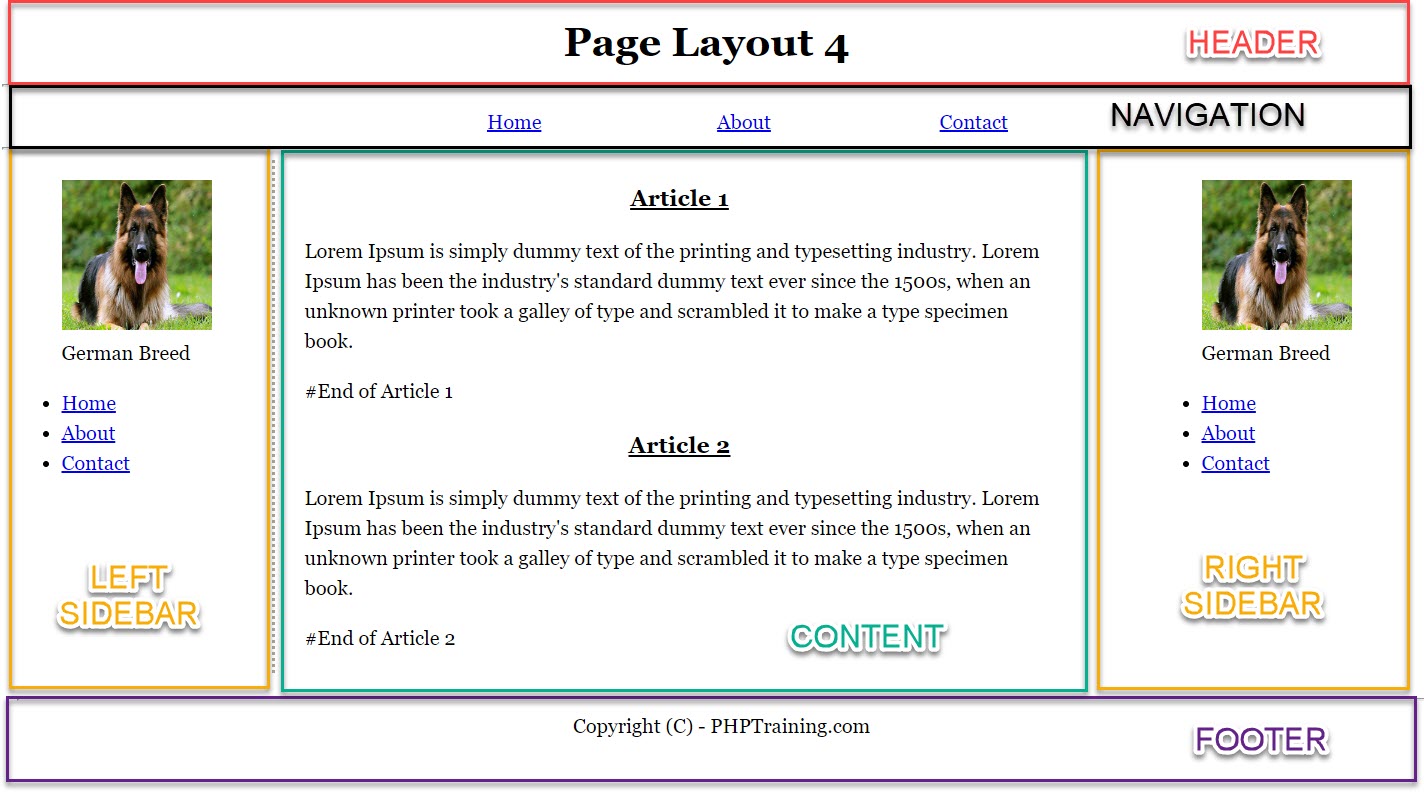 Page Layout 4
HEADER
Home About Contact
NAVIGATION
German Breed
Home
About
Contact
LEFT
SIDEBAR
Article 1
Lorem Ipsum is simply dummy text of the printing and typesetting industry. Lorem
Ipsum has been the industry's standard dummy text ever since the 1500s, when an
unknown printer took a galley of type and scrambled it to make a type specimen
book.
#End of Article 1
Article 2
Lorem Ipsum is simply dummy text of the printing and typesetting industry. Lorem
Ipsum has been the industry's standard dummy text ever since the 1500s, when an
unknown printer took a galley of type and scrambled it to make a type specimen
book.
#End of Article 2
CONTENT
German Breed
Home
About
Contact
RIGHT
SIDEBAR
Copyright (C) - PHPTraining.com
FOOTER